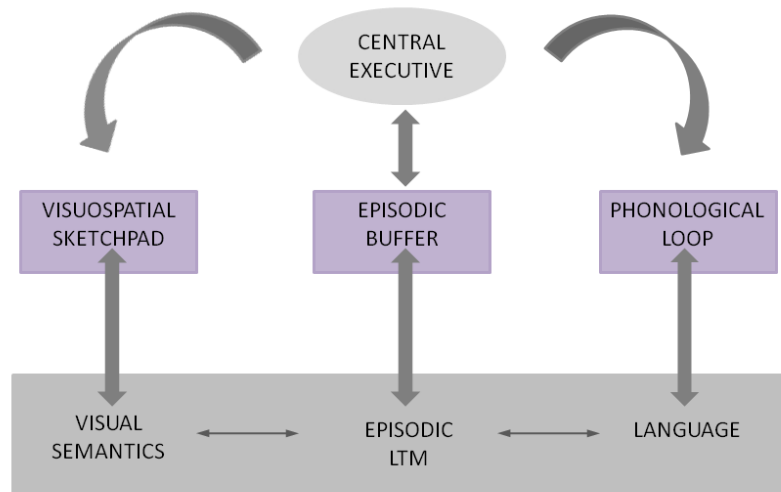 CENTRAL
EXECUTIVE
VISUOSPATIAL
SKETCHPAD
EPISODIC
BUFFER
PHONOLOGICAL
LOOP
VISUAL
SEMANTICS
EPISODIC
LTM
LANGUAGE